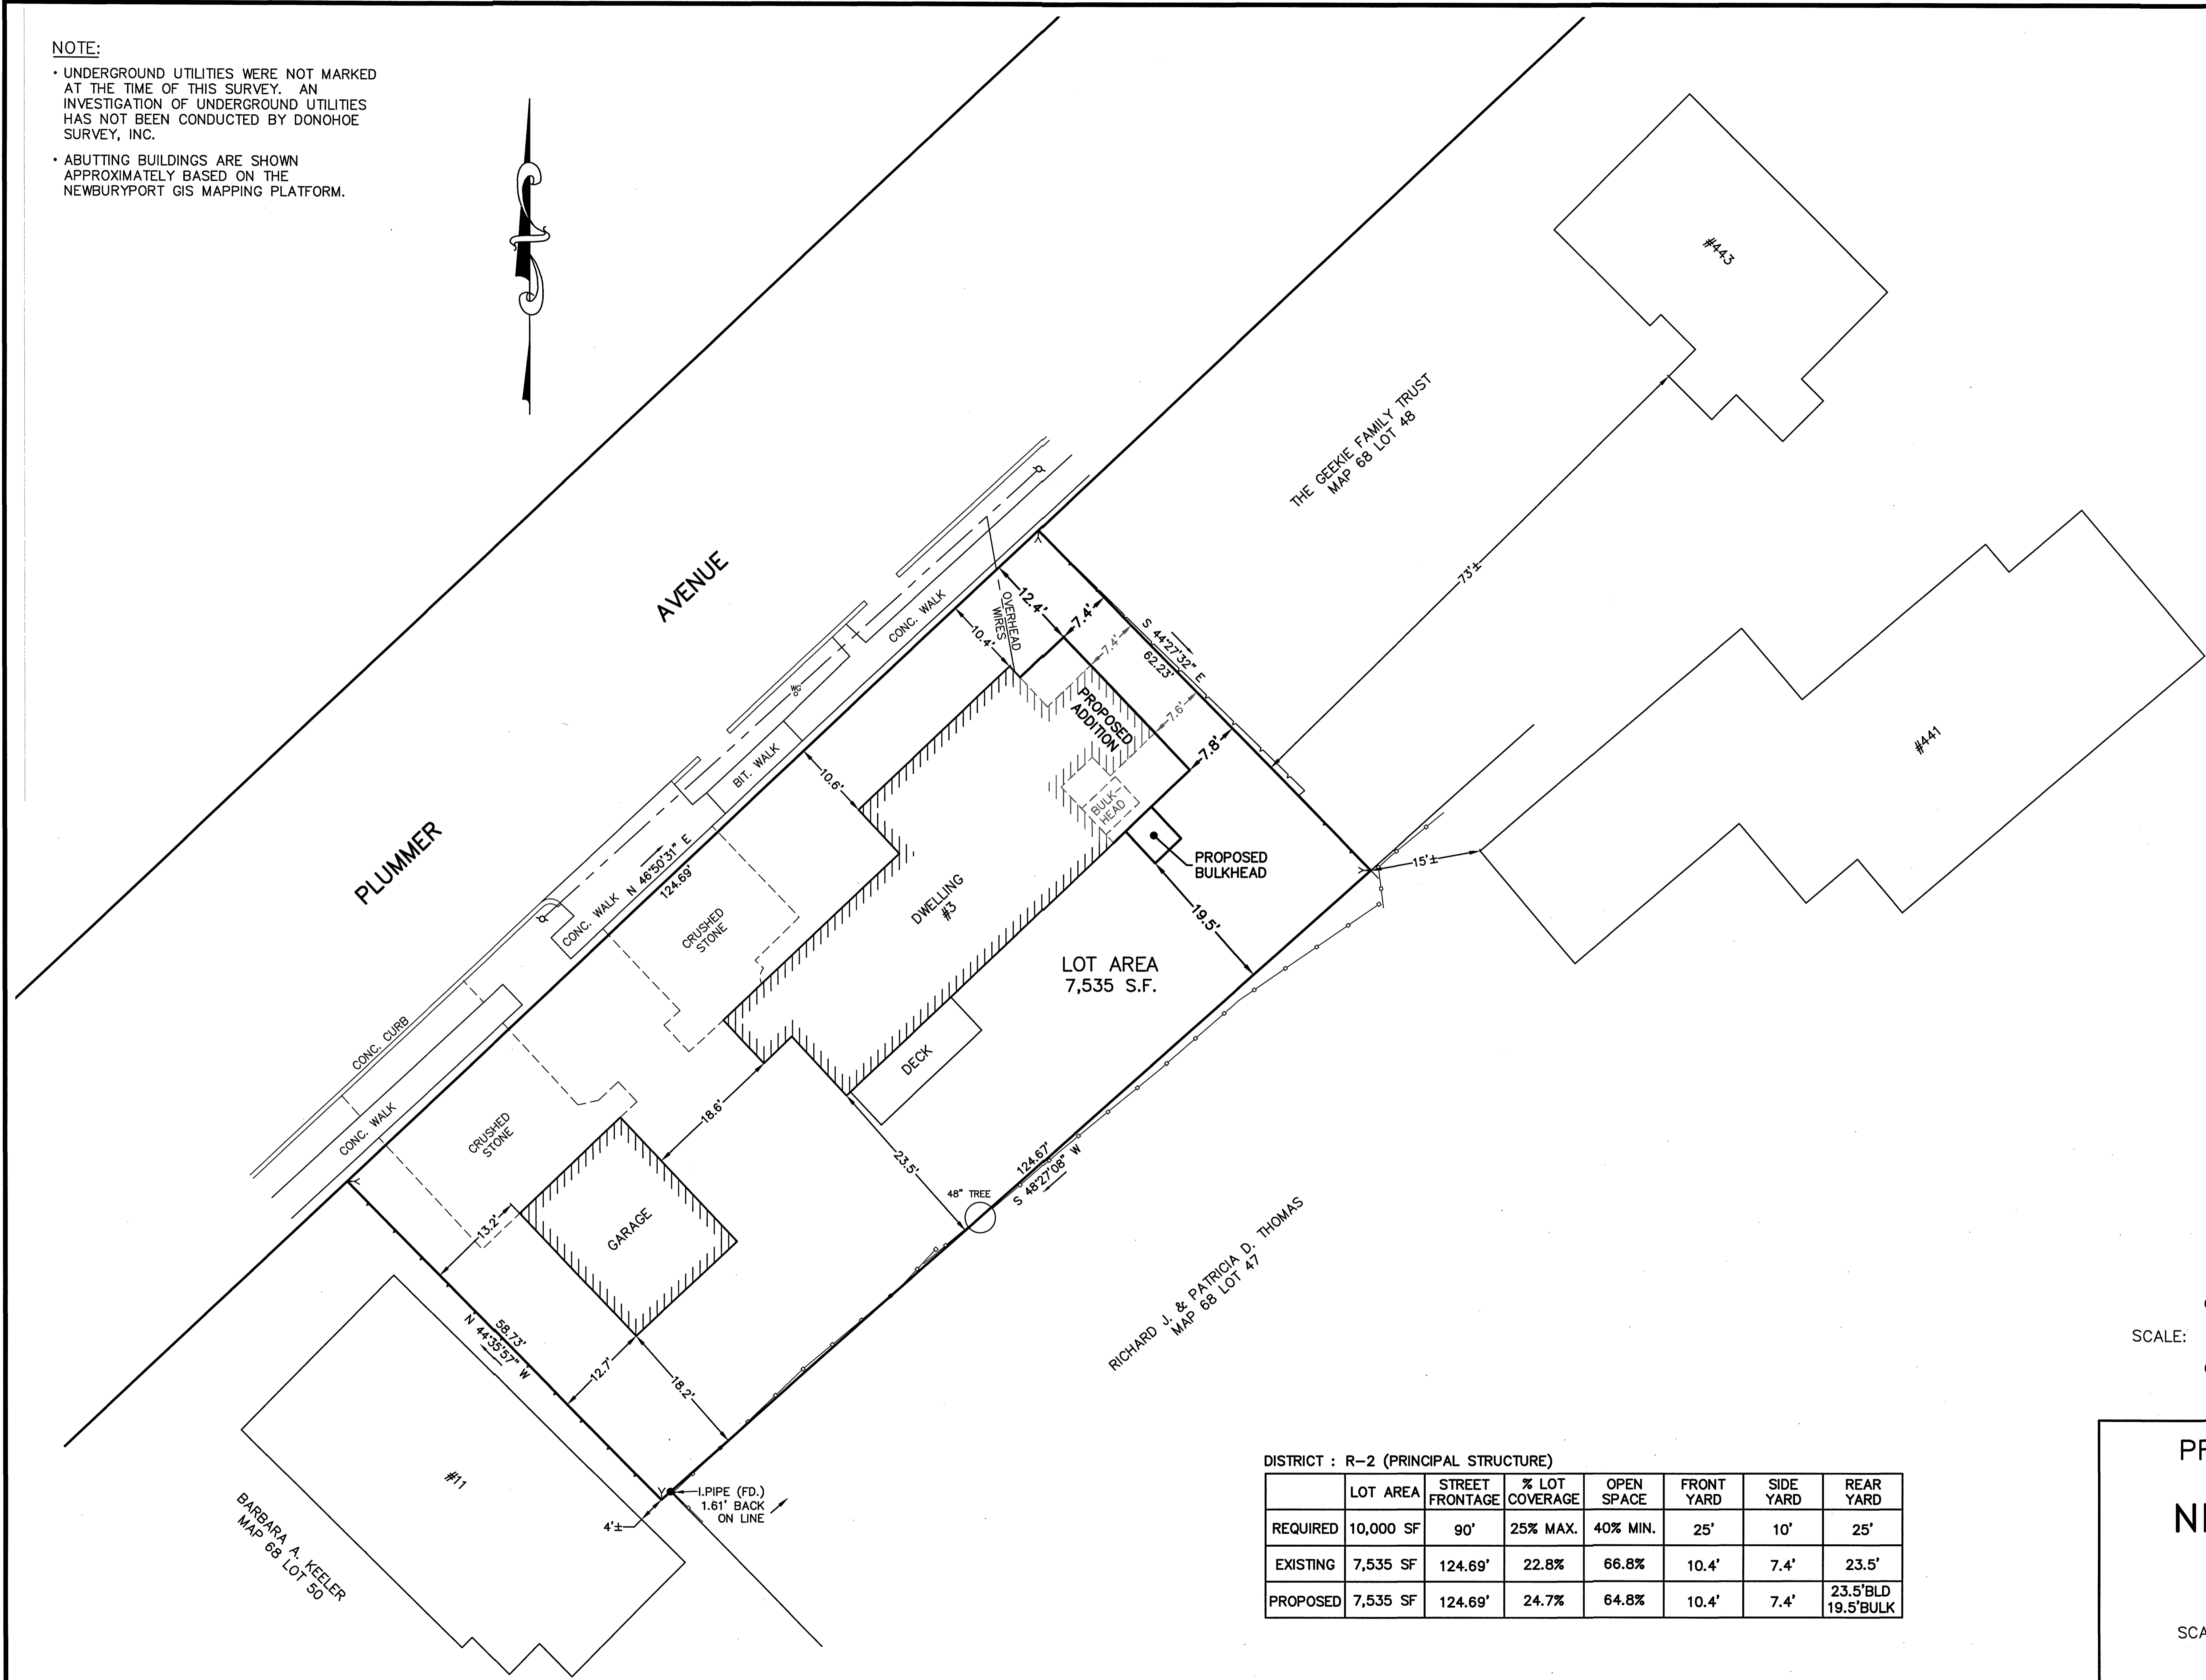 NOTE:
• UNDERGROUND UTILITIES WERE NOT MARKED
AT THE TIME OF THIS SURVEY. AN
INVESTIGATION OF UNDERGROUND UTILITIES
HAS NOT BEEN CONDUCTED BY DONOHOE
SURVEY, INC.
• ABUTTING BUILDINGS ARE SHOWN
APPROXIMATELY BASED ON THE
NEWBURYPORT GIS MAPPING PLATFORM.
#443
THE GEEKIE FAMILY TRUST
MAP 68 LOT 48
73'±
#441
15'±
PLUMMER
AVENUE
OVERHEAD
WIRES
CONC. WALK
12.4'
7.4'
10.4'
7.4'
S 44°27'32" E
62.23'
7.6'
7.8'
PROPOSED
ADDITION
WG
BIT. WALK
10.6'
BULK-
HEAD
PROPOSED
BULKHEAD
N 46°50'31" E
124.69'
CONC. WALK
CRUSHED
STONE
DWELLING
#3
19.5'
LOT AREA
7,535 S.F.
CONC. CURB
DECK
CONC. WALK
CRUSHED
STONE
18.6'
23.5'
124.67'
S 48°27'08" W
48" TREE
13.2'
GARAGE
RICHARD J. & PATRICIA D. THOMAS
MAP 68 LOT 47
58.73'
N 44°35'57" W
12.7'
18.2'
#11
I.PIPE (FD.)
1.61' BACK
ON LINE
4'±
BARBARA A. KEELER
MAP 68 LOT 50
DISTRICT : R-2 (PRINCIPAL STRUCTURE)
LOT AREA STREET FRONTAGE % LOT COVERAGE OPEN SPACE FRONT YARD SIDE YARD REAR YARD
REQUIRED 10,000 SF 90' 25% MAX. 40% MIN. 25' 10' 25'
EXISTING 7,535 SF 124.69' 22.8% 66.8% 10.4' 7.4' 23.5'
PROPOSED 7,535 SF 124.69' 24.7% 64.8% 10.4' 7.4' 23.5'BLD
19.5'BULK
SCALE: